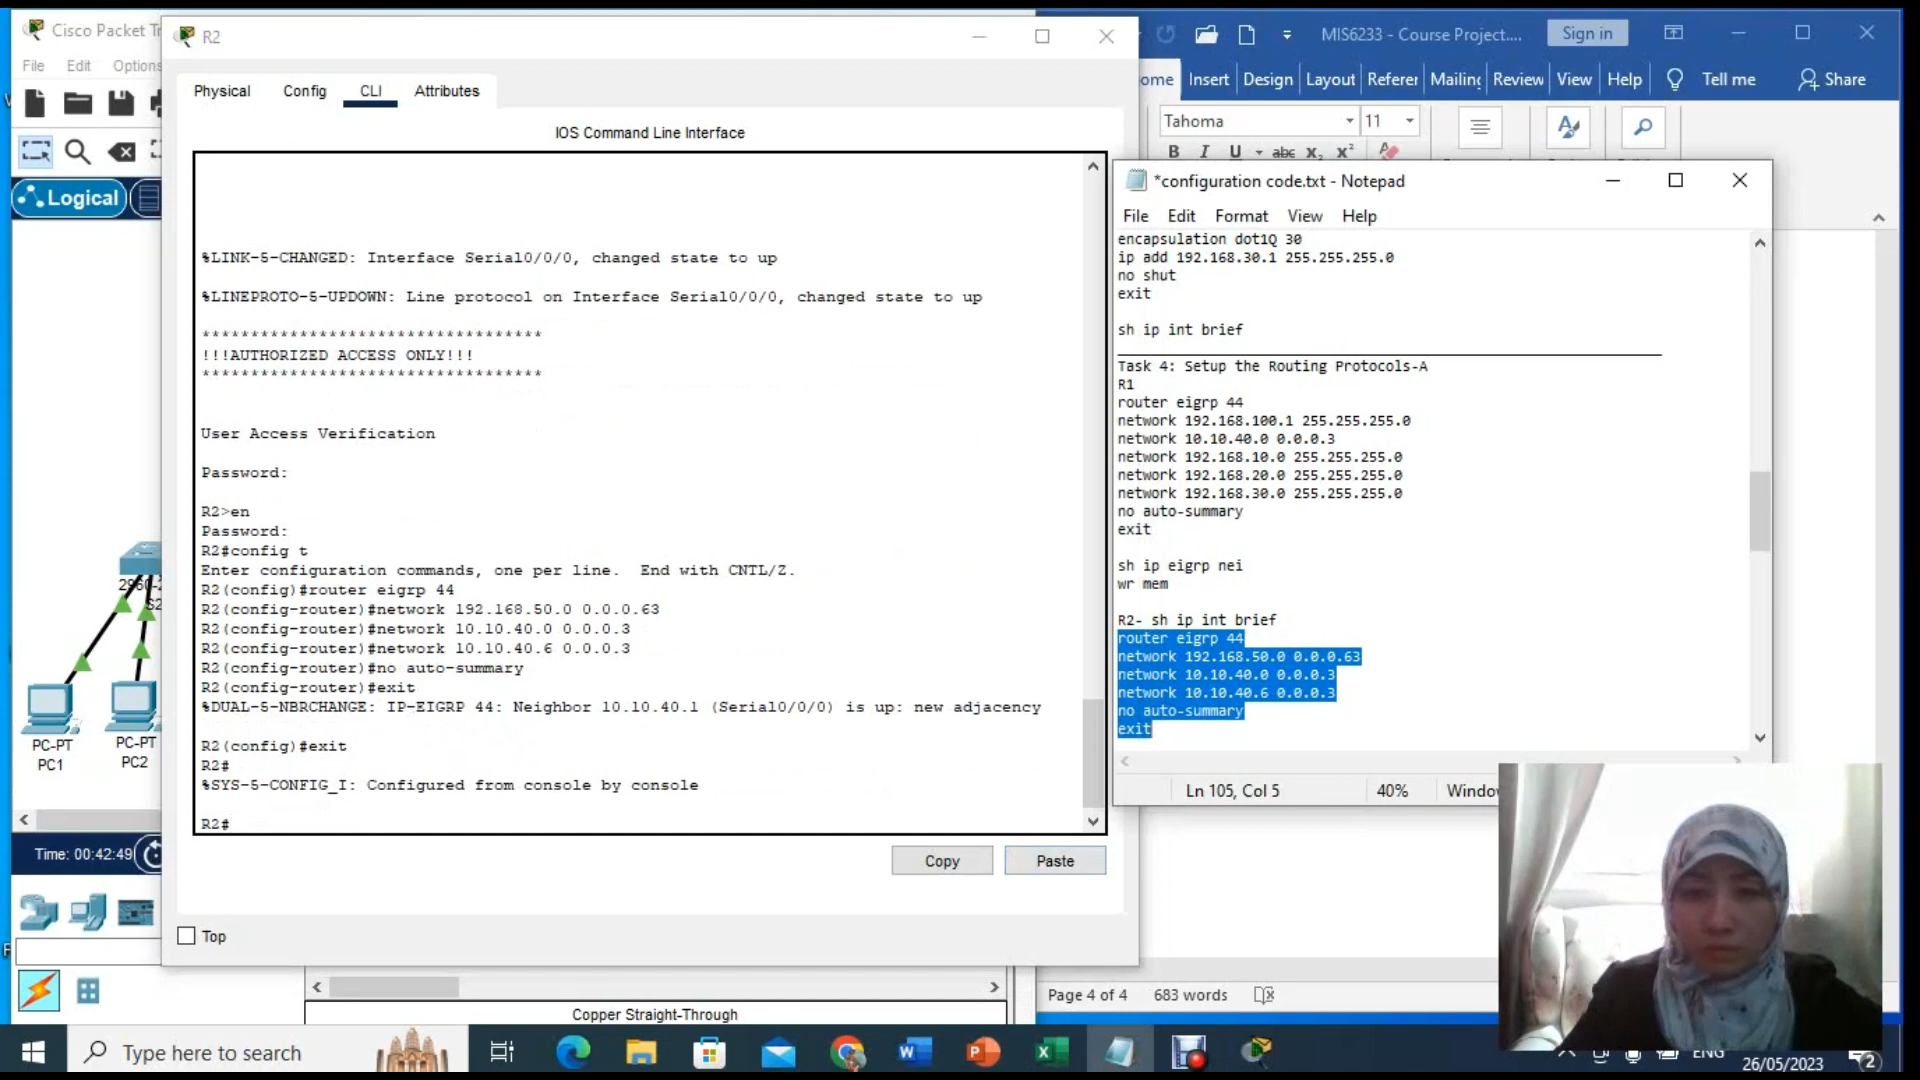 Cisco Packet Tr
File Edit Options
Logical
2960-2
S2
PC-PT
PC1
PC-PT
PC2
Time: 00:42:49
R2
Physical Config CLI Attributes
IOS Command Line Interface
%LINK-5-CHANGED: Interface Serial0/0/0, changed state to up
%LINEPROTO-5-UPDOWN: Line protocol on Interface Serial0/0/0, changed state to up
***********************************
!!!AUTHORIZED ACCESS ONLY!!!
***********************************
User Access Verification
Password:
R2>en
Password:
R2#config t
Enter configuration commands, one per line. End with CNTL/Z.
R2(config)#router eigrp 44
R2(config-router)#network 192.168.50.0 0.0.0.63
R2(config-router)#network 10.10.40.0 0.0.0.3
R2(config-router)#network 10.10.40.6 0.0.0.3
R2(config-router)#no auto-summary
R2(config-router)#exit
%DUAL-5-NBRCHANGE: IP-EIGRP 44: Neighbor 10.10.40.1 (Serial0/0/0) is up: new adjacency
R2(config)#exit
R2#
%SYS-5-CONFIG_I: Configured from console by console
R2#
Copy Paste
Top
Copper Straight-Through
MIS6233 - Course Project.... Sign in
ome Insert Design Layout Referer Mailing Review View Help Tell me Share
Tahoma 11
B I U abc x2 x2
*configuration code.txt - Notepad
File Edit Format View Help
encapsulation dot1Q 30
ip add 192.168.30.1 255.255.255.0
no shut
exit
sh ip int brief
Task 4: Setup the Routing Protocols-A
R1
router eigrp 44
network 192.168.100.1 255.255.255.0
network 10.10.40.0 0.0.0.3
network 192.168.10.0 255.255.255.0
network 192.168.20.0 255.255.255.0
network 192.168.30.0 255.255.255.0
no auto-summary
exit
sh ip eigrp nei
wr mem
R2- sh ip int brief
router eigrp 44
network 192.168.50.0 0.0.0.63
network 10.10.40.0 0.0.0.3
network 10.10.40.6 0.0.0.3
no auto-summary
exit
Ln 105, Col 5 40% Windo
Page 4 of 4 683 words
Type here to search
ENG
26/05/2023
2